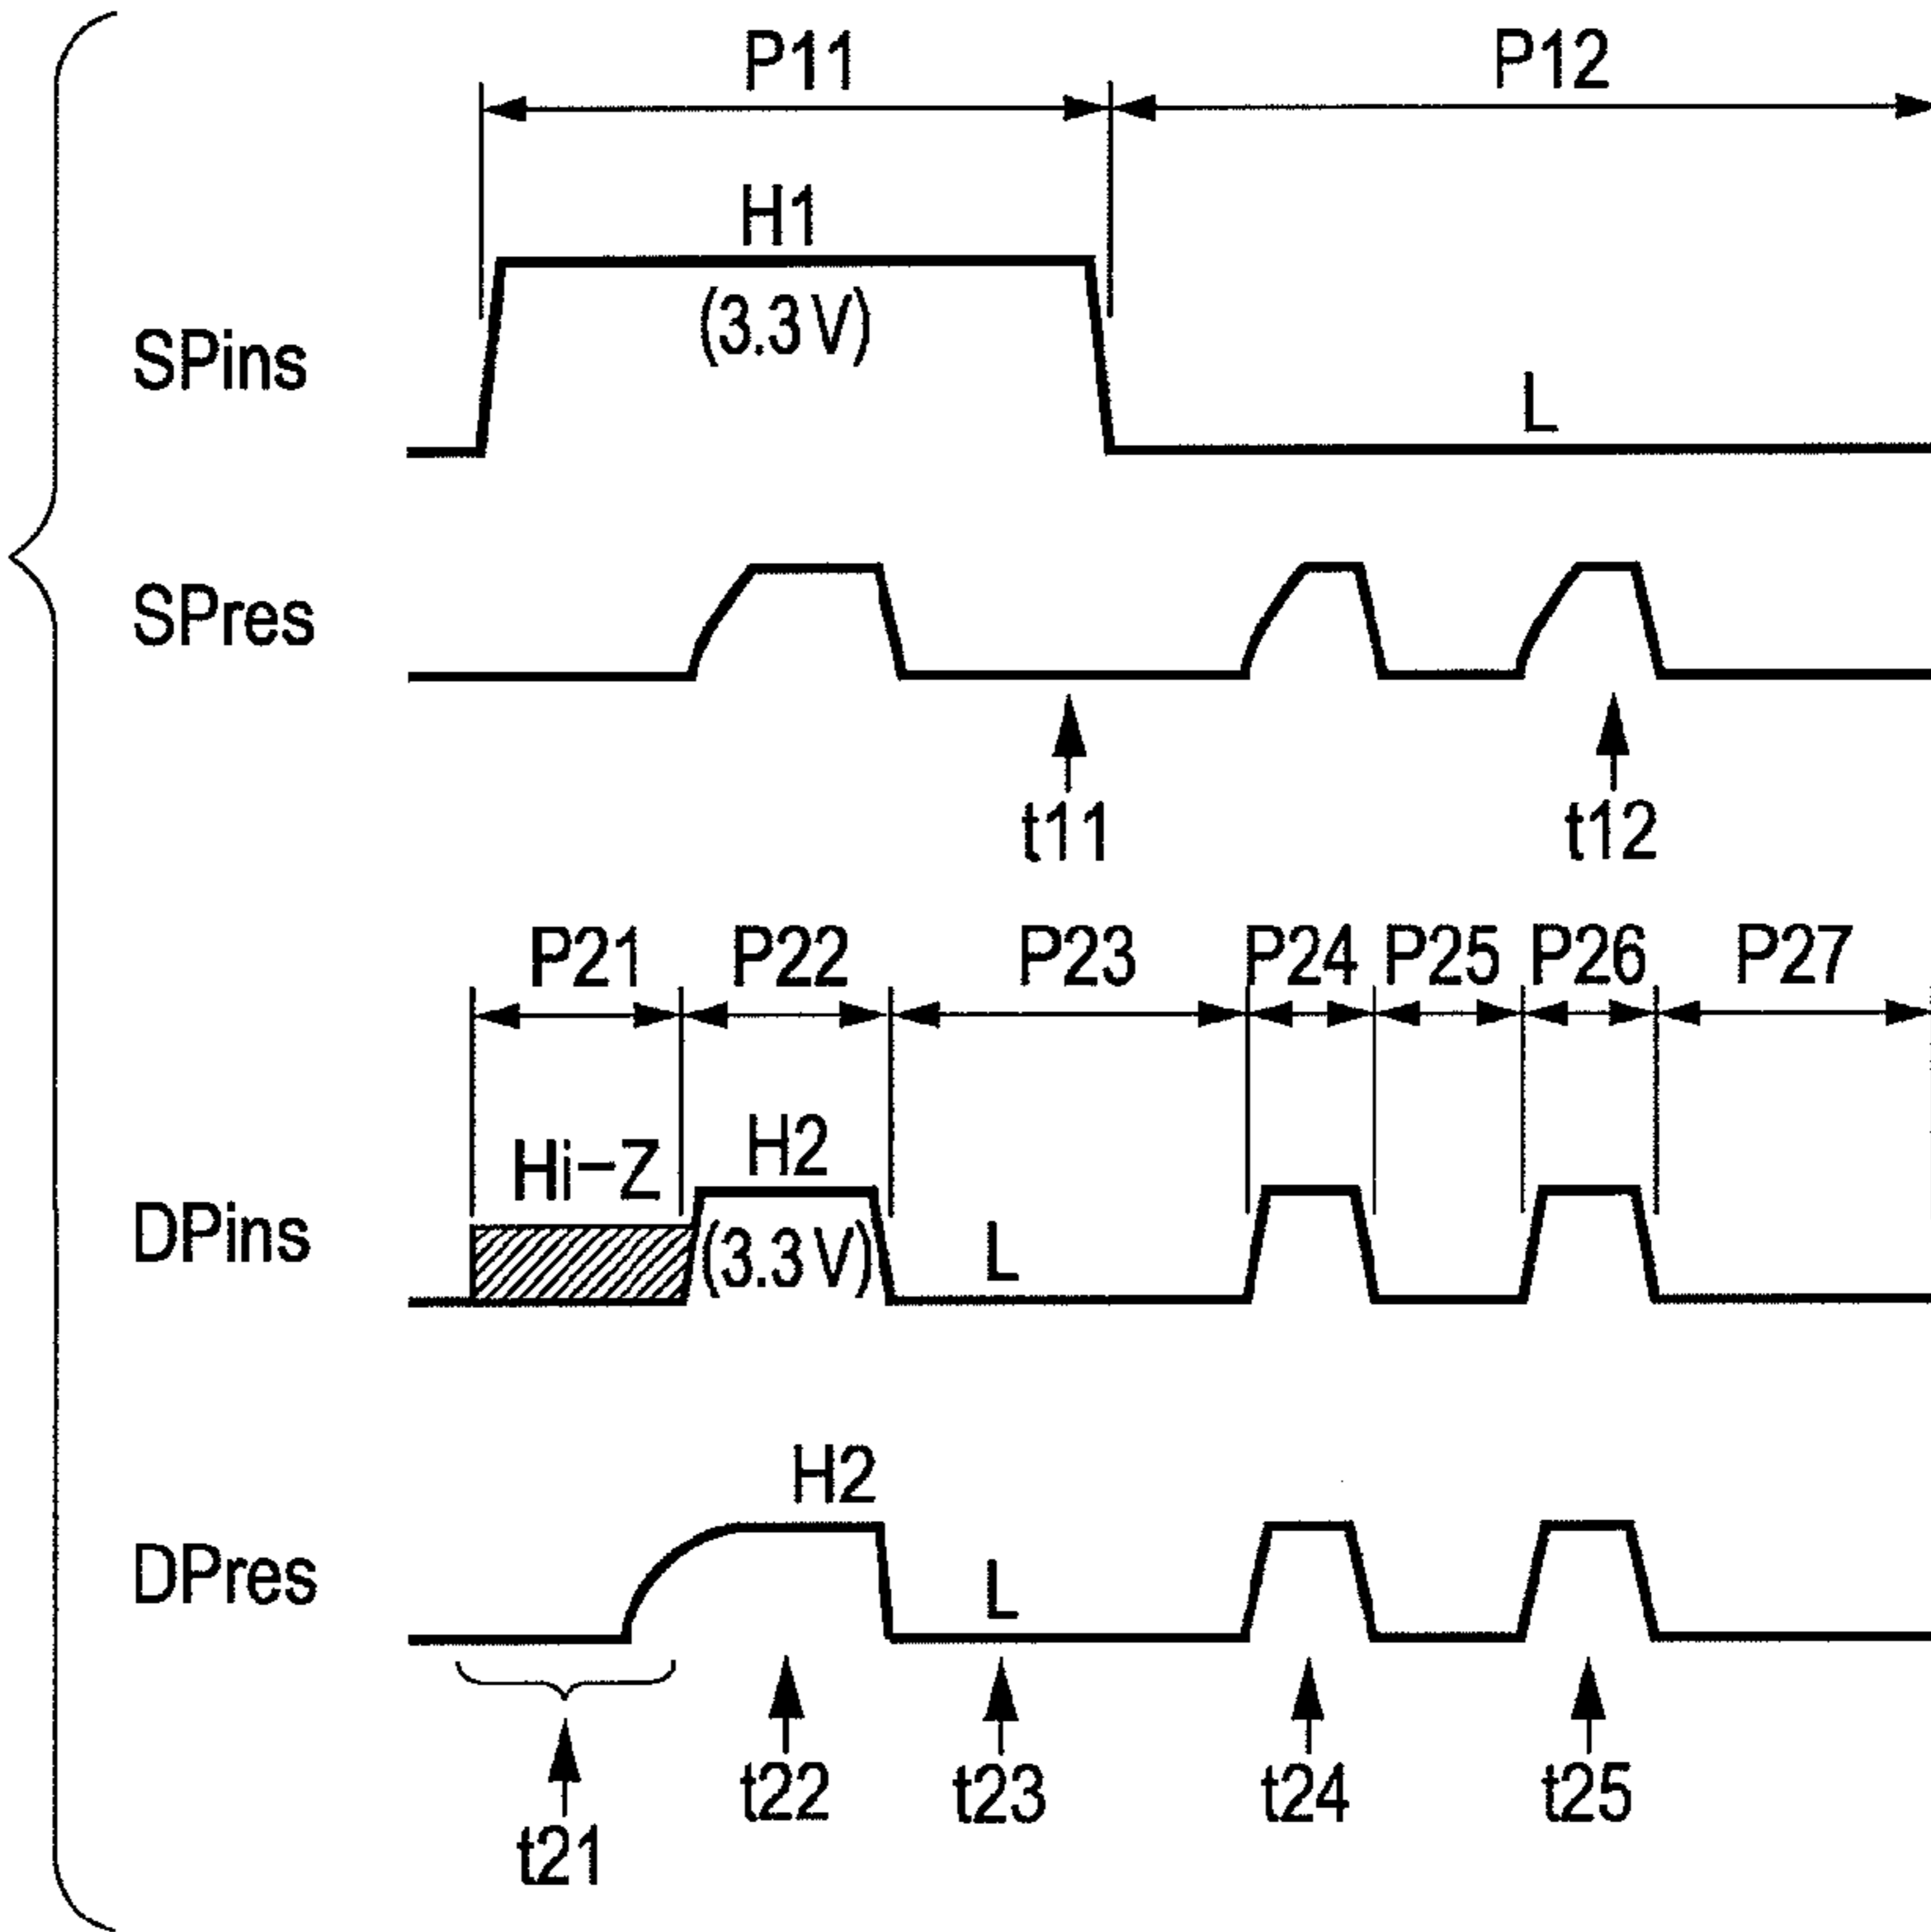 P11 P12
H1
(3.3 V)
SPins
L
SPres
t11 t12
P21 P22 P23 P24 P25 P26 P27
Hi-Z H2
DPins (3.3 V) L
H2
DPres L
t22 t23 t24 t25
t21